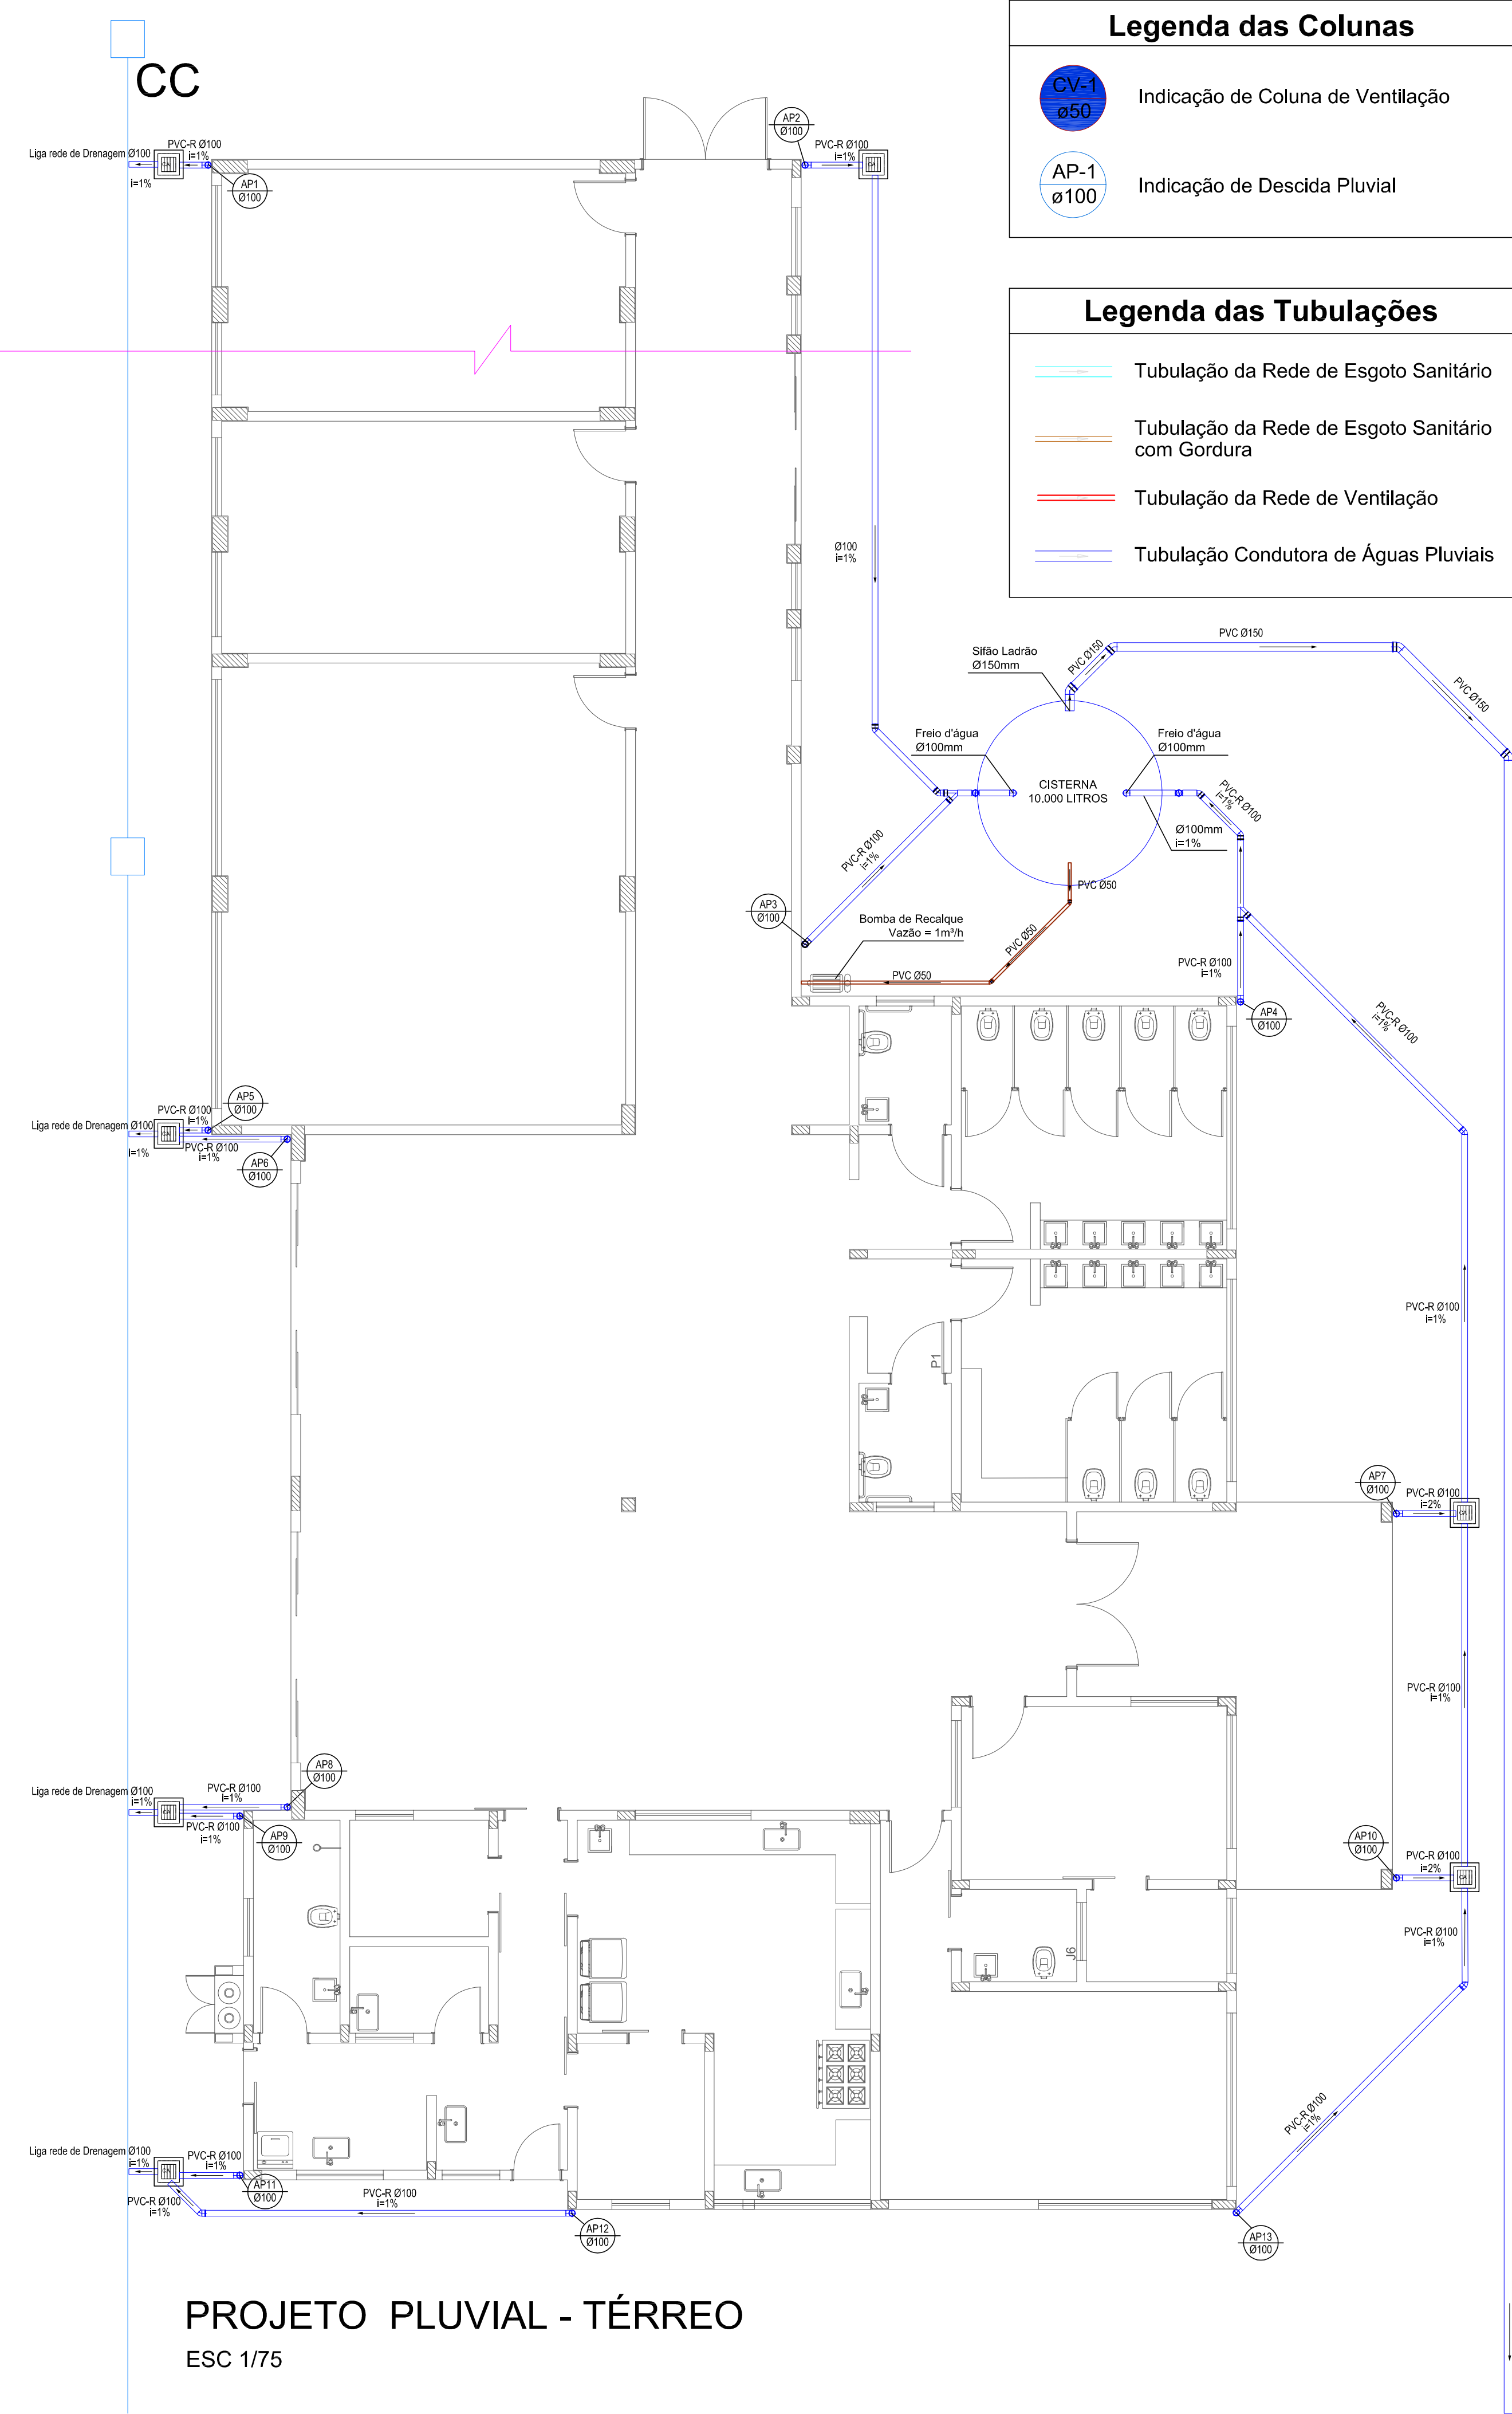 Legenda das Colunas
CV-1
ø50
Indicação de Coluna de Ventilação
AP-1
ø100
Indicação de Descida Pluvial
Legenda das Tubulações
Tubulação da Rede de Esgoto Sanitário
Tubulação da Rede de Esgoto Sanitário
com Gordura
Tubulação da Rede de Ventilação
Tubulação Condutora de Águas Pluviais
CC
Liga rede de Drenagem Ø100
i=1%
PVC-R Ø100
i=1%
AP1
Ø100
AP2
Ø100
PVC-R Ø100
i=1%
Ø100
i=1%
Sifão Ladrão
Ø150mm
PVC Ø150
PVC Ø150
PVC Ø150
Freio d'água
Ø100mm
Freio d'água
Ø100mm
CISTERNA
10.000 LITROS
PVC-R Ø100
i=1%
Ø100mm
i=1%
PVC-R Ø100
i=1%
PVC Ø50
AP3
Ø100
Bomba de Recalque
Vazão = 1m³/h
PVC Ø50
PVC Ø50
PVC-R Ø100
i=1%
AP4
Ø100
PVC-R Ø100
i=1%
Liga rede de Drenagem Ø100
i=1%
PVC-R Ø100
i=1%
AP5
Ø100
PVC-R Ø100
i=1%
AP6
Ø100
PVC-R Ø100
i=1%
P1
AP7
Ø100
PVC-R Ø100
i=2%
PVC-R Ø100
i=1%
Liga rede de Drenagem Ø100
i=1%
PVC-R Ø100
i=1%
AP8
Ø100
PVC-R Ø100
i=1%
AP9
Ø100
AP10
Ø100
PVC-R Ø100
i=2%
PVC-R Ø100
i=1%
J6
PVC-R Ø100
i=1%
Liga rede de Drenagem Ø100
i=1%
PVC-R Ø100
i=1%
AP11
Ø100
PVC-R Ø100
i=1%
PVC-R Ø100
i=1%
AP12
Ø100
AP13
Ø100
PROJETO PLUVIAL - TÉRREO
ESC 1/75